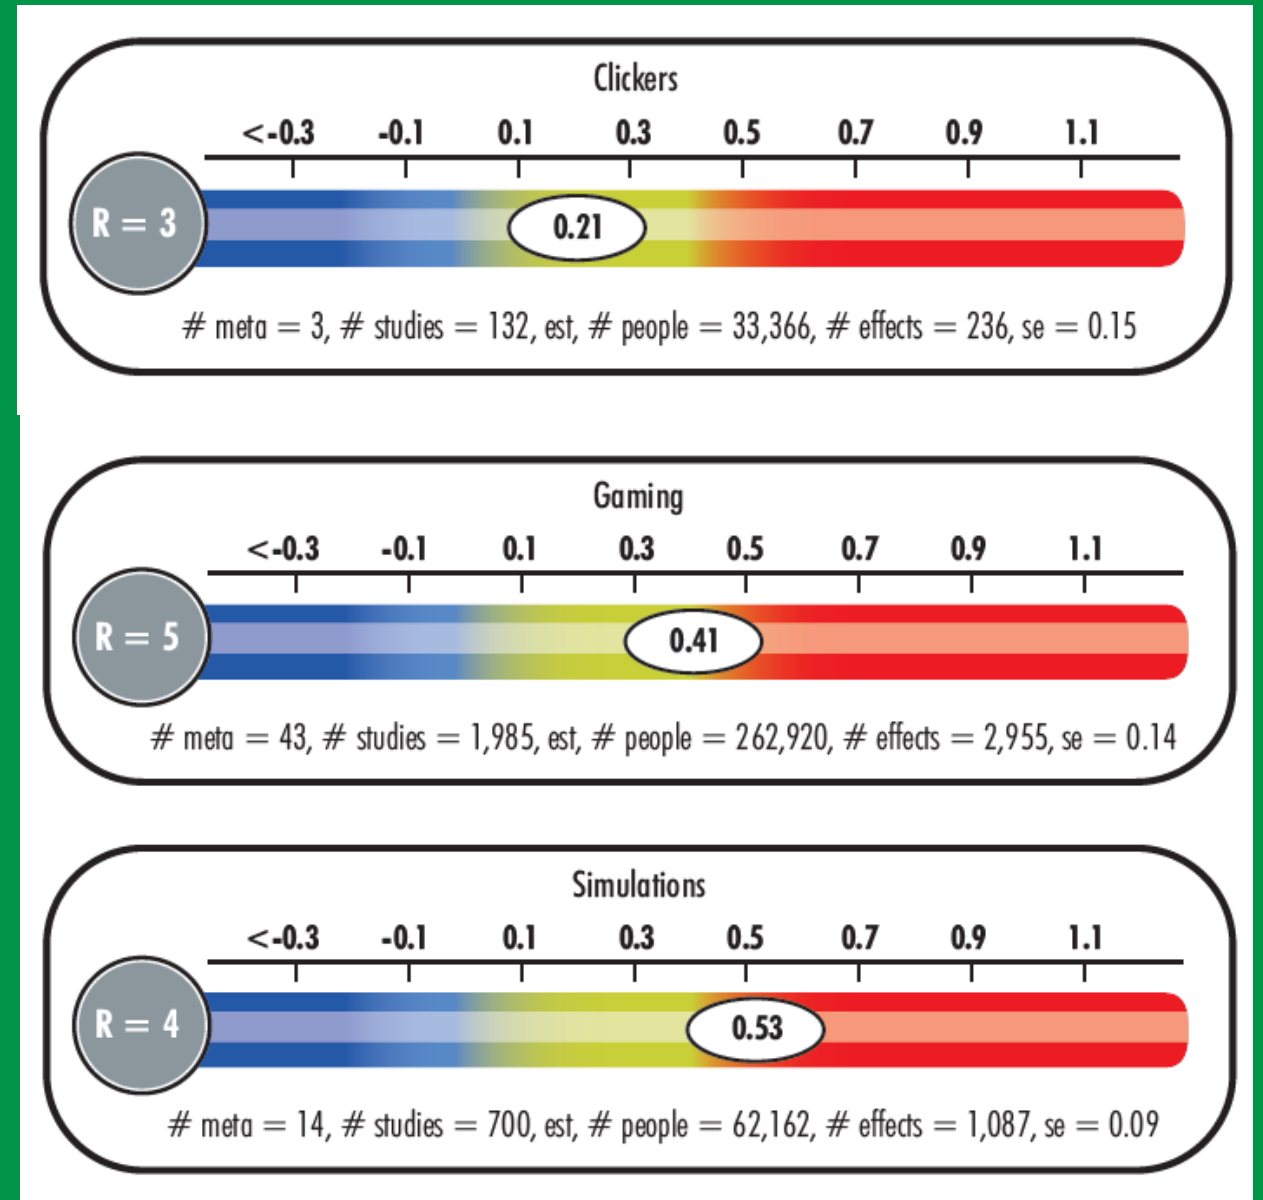 Clickers
<-0.3 -0.1 0.1 0.3 0.5 0.7 0.9 1.1
R = 3 0.21
# meta = 3, # studies = 132, est, # people = 33,366, # effects = 236, se = 0.15
Gaming
<-0.3 -0.1 0.1 0.3 0.5 0.7 0.9 1.1
R = 5 0.41
# meta = 43, # studies = 1,985, est, # people = 262,920, # effects = 2,955, se = 0.14
Simulations
<-0.3 -0.1 0.1 0.3 0.5 0.7 0.9 1.1
R = 4 0.53
# meta = 14, # studies = 700, est, # people = 62,162, # effects = 1,087, se = 0.09